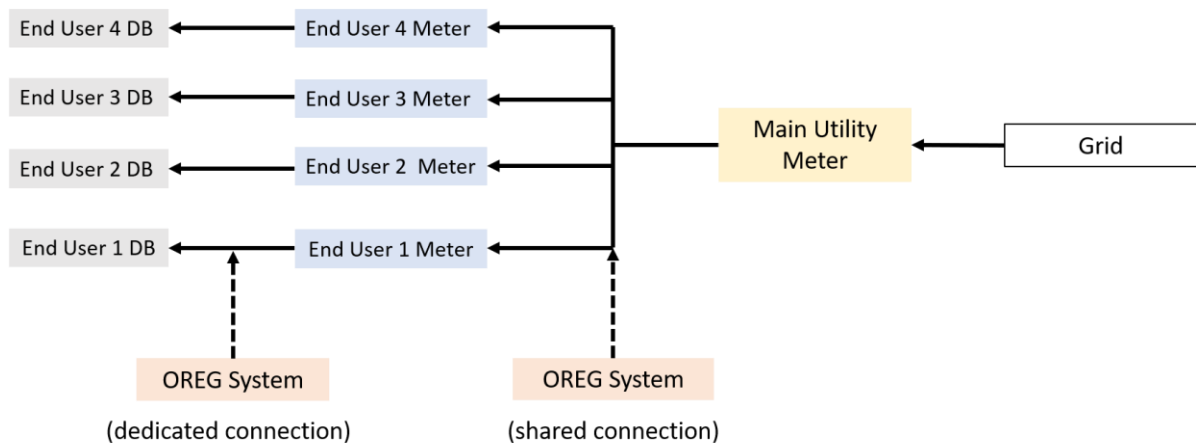 End User 4 DB
End User 4 Meter
End User 3 DB
End User 3 Meter
Main Utility
Meter
Grid
End User 2 DB
End User 2  Meter
End User 1 DB
End User 1 Meter
OREG System
(dedicated connection)
OREG System
(shared connection)